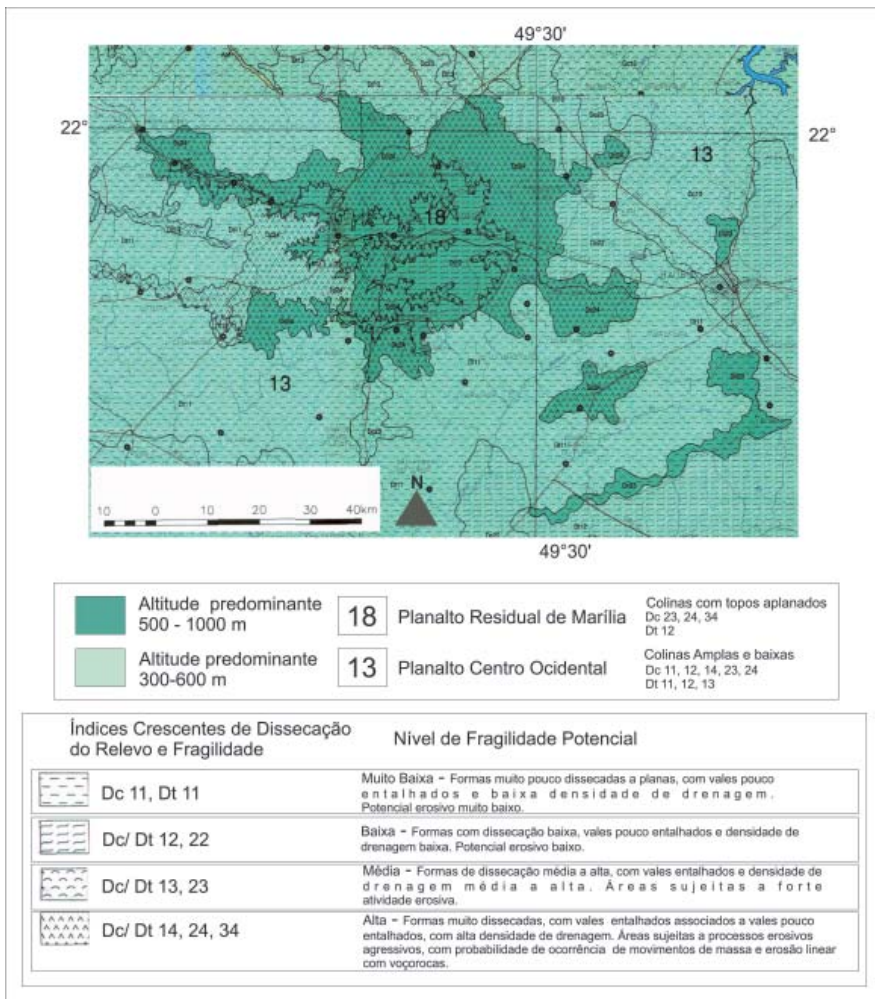 49°30'
22°
22°
13
18
13
N
10 0 10 20 30 40km
49°30'
Altitude predominante
500 - 1000 m
18
Planalto Residual de Marília
Colinas com topos aplanados
Dc 23, 24, 34
Dt 12
Altitude predominante
300-600 m
13
Planalto Centro Ocidental
Colinas Amplas e baixas
Dc 11, 12, 14, 23, 24
Dt 11, 12, 13
Índices Crescentes de Dissecação
do Relevo e Fragilidade
Nível de Fragilidade Potencial
Dc 11, Dt 11
Muito Baixa - Formas muito pouco dissecadas a planas, com vales pouco
entalhados e baixa densidade de drenagem.
Potencial erosivo muito baixo.
Dc/ Dt 12, 22
Baixa - Formas com dissecação baixa, vales pouco entalhados e densidade de
drenagem baixa. Potencial erosivo baixo.
Dc/ Dt 13, 23
Média - Formas de dissecação média a alta, com vales entalhados e densidade de
drenagem média a alta. Áreas sujeitas a forte
atividade erosiva.
Dc/ Dt 14, 24, 34
Alta - Formas muito dissecadas, com vales entalhados associados a vales pouco
entalhados, com alta densidade de drenagem. Áreas sujeitas a processos erosivos
agressivos, com probabilidade de ocorrência de movimentos de massa e erosão linear
com voçorocas.